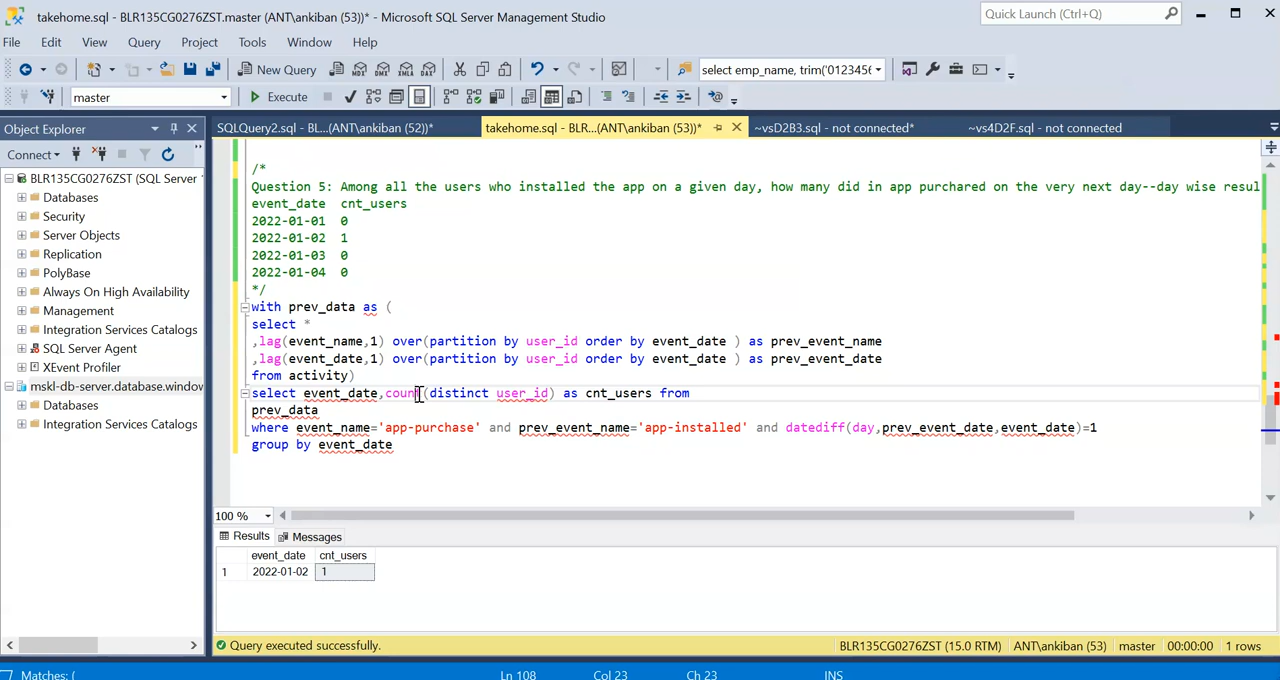 takehome.sql - BLR135CG0276ZST.master (ANT\ankiban (53))* - Microsoft SQL Server Management Studio
Quick Launch (Ctrl+Q)
File Edit View Query Project Tools Window Help
New Query
select emp_name, trim('0123456
master
Execute
Object Explorer
SQLQuery2.sql - BL...(ANT\ankiban (52))*
takehome.sql - BLR...(ANT\ankiban (53))*
~vsD2B3.sql - not connected*
~vs4D2F.sql - not connected
Connect
BLR135CG0276ZST (SQL Server
Databases
Security
Server Objects
Replication
PolyBase
Always On High Availability
Management
Integration Services Catalogs
SQL Server Agent
XEvent Profiler
mskl-db-server.database.window
Databases
Integration Services Catalogs
/*
Question 5: Among all the users who installed the app on a given day, how many did in app purchared on the very next day--day wise resul
event_date cnt_users
2022-01-01 0
2022-01-02 1
2022-01-03 0
2022-01-04 0
*/
with prev_data as (
select *
,lag(event_name,1) over(partition by user_id order by event_date ) as prev_event_name
,lag(event_date,1) over(partition by user_id order by event_date ) as prev_event_date
from activity)
select event_date,count(distinct user_id) as cnt_users from
prev_data
where event_name='app-purchase' and prev_event_name='app-installed' and datediff(day,prev_event_date,event_date)=1
group by event_date
100 %
Results Messages
event_date cnt_users
1 2022-01-02 1
Query executed successfully.
BLR135CG0276ZST (15.0 RTM) ANT\ankiban (53) master 00:00:00 1 rows
Matches: (
Ln 108 Col 23 Ch 23 INS